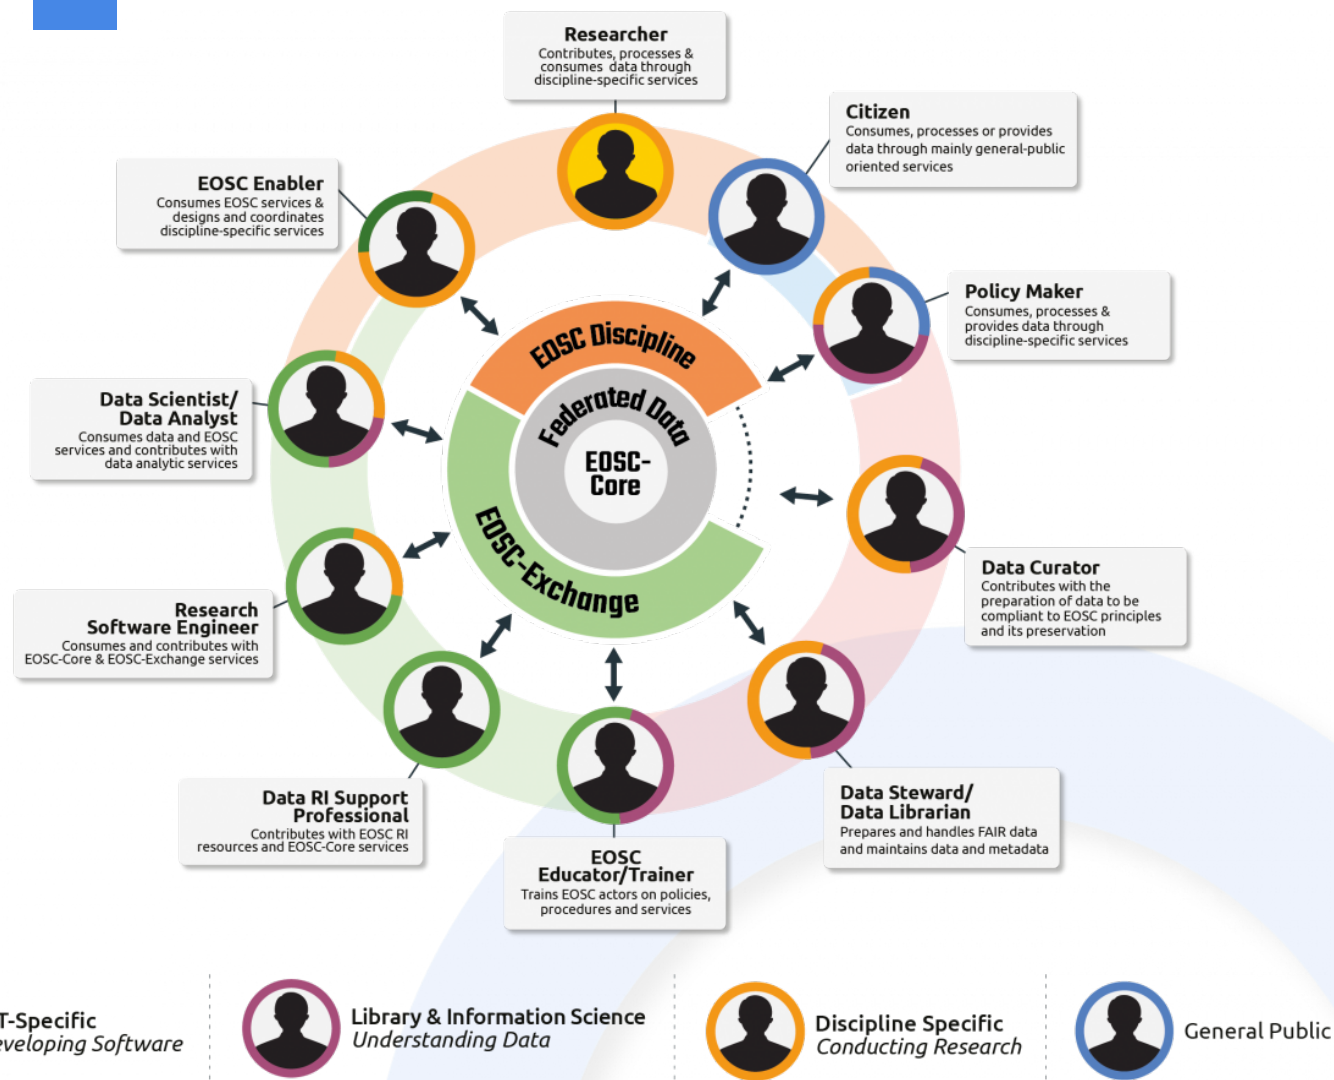 Researcher
Contributes, processes &
consumes data through
discipline-specific services
Citizen
Consumes, processes or provides
data through mainly general-public
oriented services
EOSC Enabler
Consumes EOSC services &
designs and coordinates
discipline-specific services
Policy Maker
Consumes, processes &
provides data through
discipline-specific services
EOSC Discipline
Federated Data
EOSC-
Core
EOSC-Exchange
Data Scientist/
Data Analyst
Consumes data and EOSC
services and contributes with
data analytic services
Data Curator
Contributes with the
preparation of data to be
compliant to EOSC principles
and its preservation
Research
Software Engineer
Consumes and contributes with
EOSC-Core & EOSC-Exchange services
Data RI Support
Professional
Contributes with EOSC RI
resources and EOSC-Core services
Data Steward/
Data Librarian
Prepares and handles FAIR data
and maintains data and metadata
EOSC
Educator/Trainer
Trains EOSC actors on policies,
procedures and services
T-Specific
eveloping Software
Library & Information Science
Understanding Data
Discipline Specific
Conducting Research
General Public